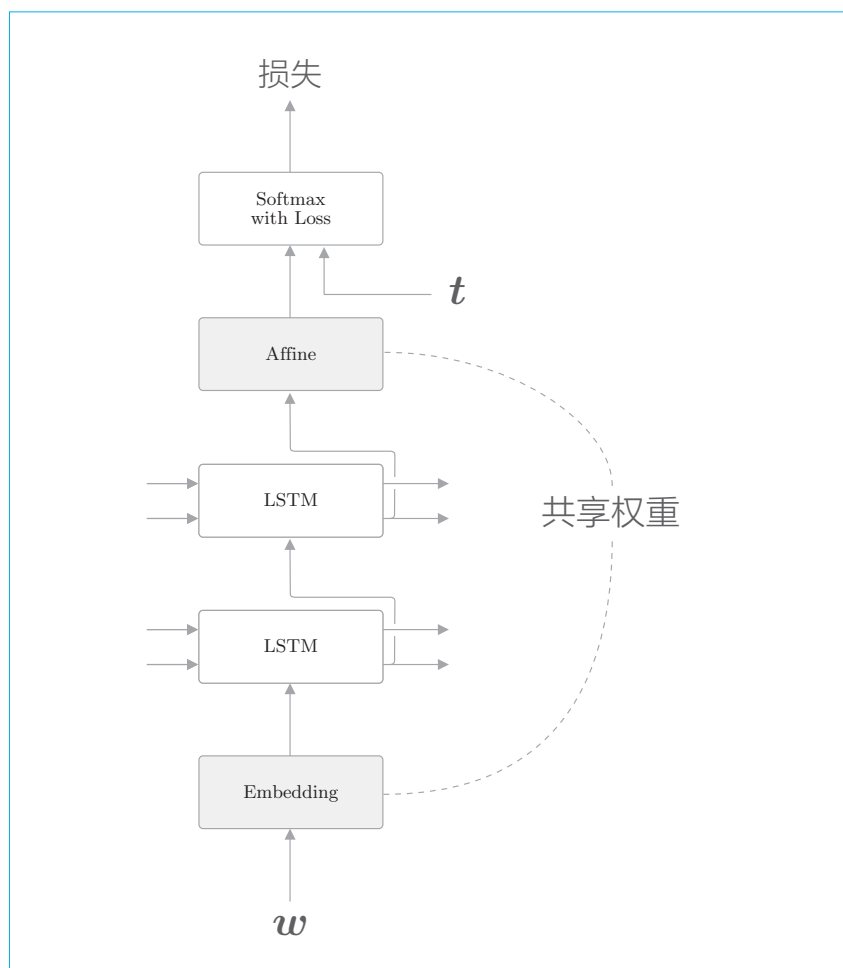 损失
Softmax
with Loss
t
Affine
LSTM
共享权重
LSTM
Embedding
w